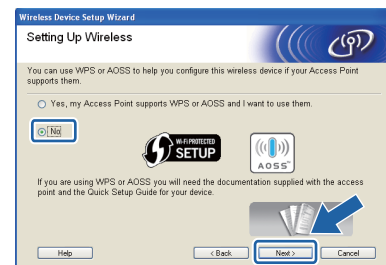 Wireless Device Setup Wizard
Setting Up Wireless
You can use WPS or AOSS to help you configure this wireless device if your Access Point
supports them.
Yes, my Access Point supports WPS or AOSS and I want to use them.
No
WI-FI PROTECTED
SETUP
AOSS™
If you are using WPS or AOSS you will need the documentation supplied with the access
point and the Quick Setup Guide for your device.
Help
< Back
Next >
Cancel